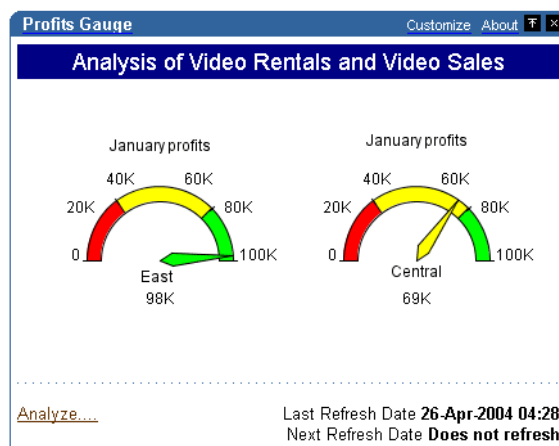 Profits Gauge Customize About
Analysis of Video Rentals and Video Sales
January profits
0 20K 40K 60K 80K 100K
East
98K
January profits
0 20K 40K 60K 80K 100K
Central
69K
Analyze....
Last Refresh Date 26-Apr-2004 04:28
Next Refresh Date Does not refresh